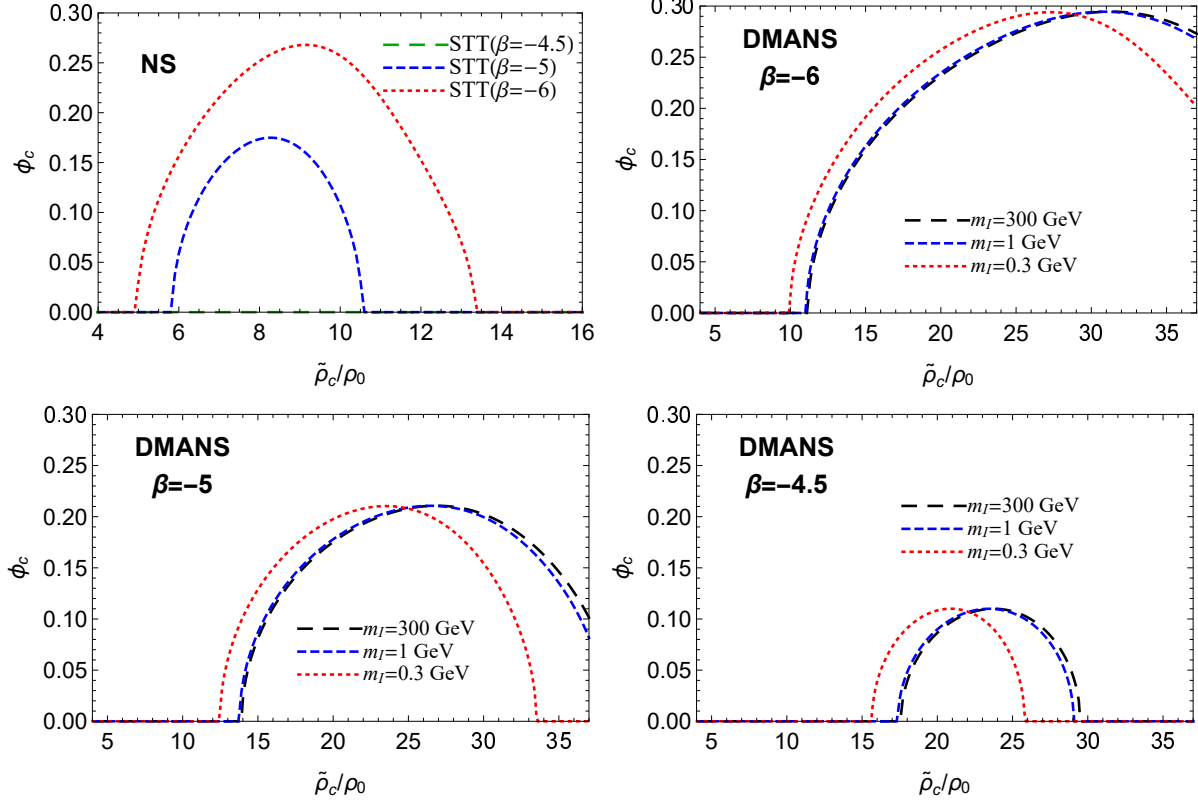 NS
STT(β=−4.5)
STT(β=−5)
STT(β=−6)
0.30
0.25
0.20
0.15
0.10
0.05
0.00
ϕc
4 6 8 10 12 14 16
ρ̃c/ρ0
DMANS
β=−6
mI=300 GeV
mI=1 GeV
mI=0.3 GeV
0.30
0.25
0.20
0.15
0.10
0.05
0.00
ϕc
5 10 15 20 25 30 35
ρ̃c/ρ0
DMANS
β=−5
mI=300 GeV
mI=1 GeV
mI=0.3 GeV
0.30
0.25
0.20
0.15
0.10
0.05
0.00
ϕc
5 10 15 20 25 30 35
ρ̃c/ρ0
DMANS
β=−4.5
mI=300 GeV
mI=1 GeV
mI=0.3 GeV
0.30
0.25
0.20
0.15
0.10
0.05
0.00
ϕc
5 10 15 20 25 30 35
ρ̃c/ρ0